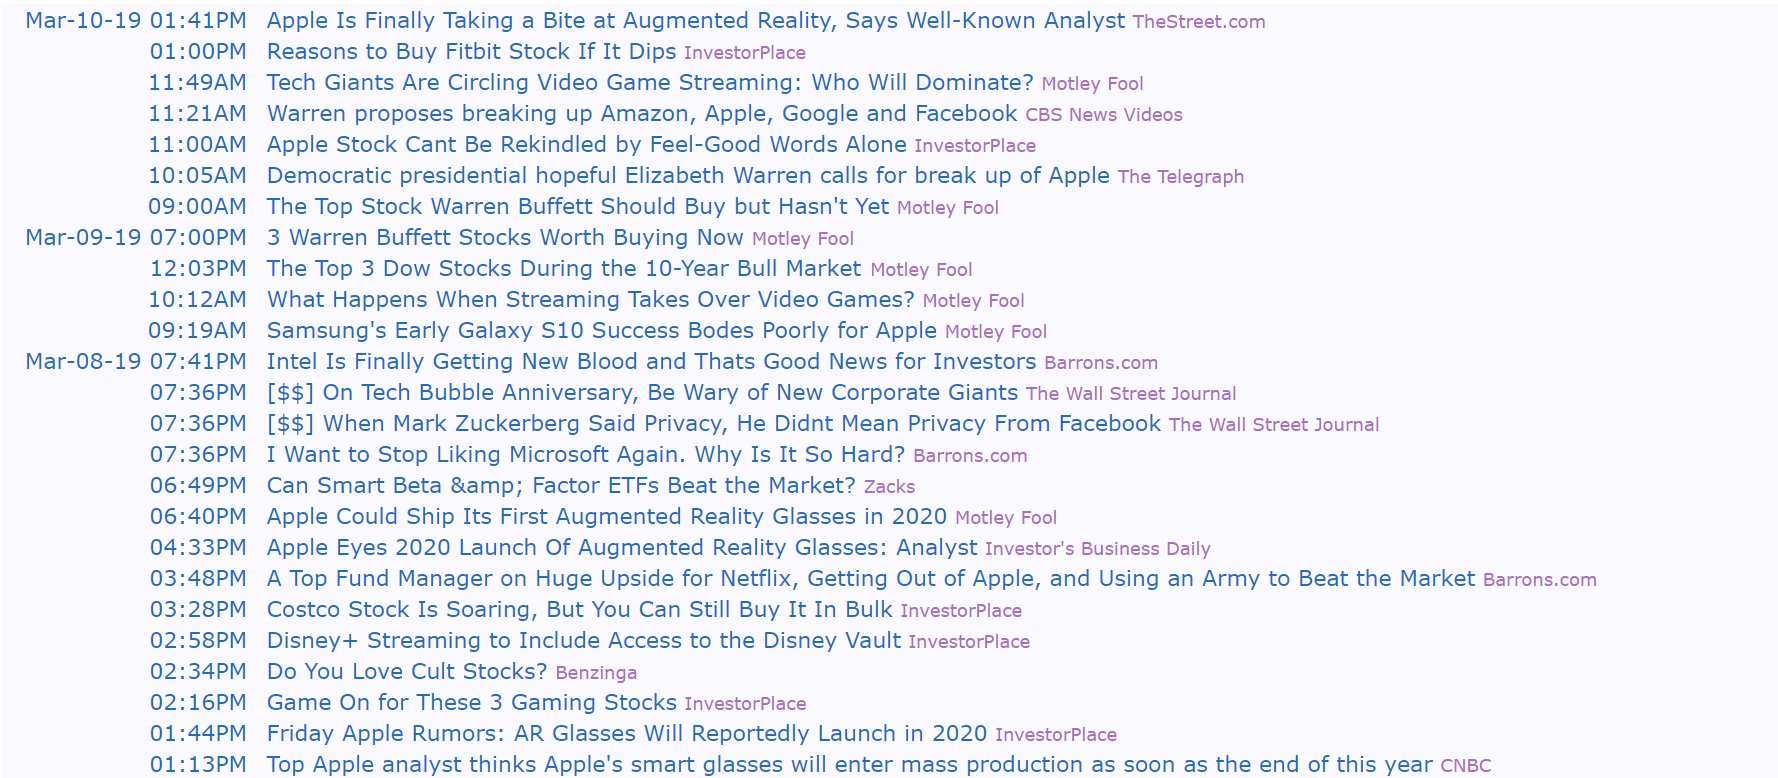 Mar-10-19 01:41PM Apple Is Finally Taking a Bite at Augmented Reality, Says Well-Known Analyst TheStreet.com
01:00PM Reasons to Buy Fitbit Stock If It Dips InvestorPlace
11:49AM Tech Giants Are Circling Video Game Streaming: Who Will Dominate? Motley Fool
11:21AM Warren proposes breaking up Amazon, Apple, Google and Facebook CBS News Videos
11:00AM Apple Stock Cant Be Rekindled by Feel-Good Words Alone InvestorPlace
10:05AM Democratic presidential hopeful Elizabeth Warren calls for break up of Apple The Telegraph
09:00AM The Top Stock Warren Buffett Should Buy but Hasn't Yet Motley Fool
Mar-09-19 07:00PM 3 Warren Buffett Stocks Worth Buying Now Motley Fool
12:03PM The Top 3 Dow Stocks During the 10-Year Bull Market Motley Fool
10:12AM What Happens When Streaming Takes Over Video Games? Motley Fool
09:19AM Samsung's Early Galaxy S10 Success Bodes Poorly for Apple Motley Fool
Mar-08-19 07:41PM Intel Is Finally Getting New Blood and Thats Good News for Investors Barrons.com
07:36PM [$$] On Tech Bubble Anniversary, Be Wary of New Corporate Giants The Wall Street Journal
07:36PM [$$] When Mark Zuckerberg Said Privacy, He Didnt Mean Privacy From Facebook The Wall Street Journal
07:36PM I Want to Stop Liking Microsoft Again. Why Is It So Hard? Barrons.com
06:49PM Can Smart Beta &amp; Factor ETFs Beat the Market? Zacks
06:40PM Apple Could Ship Its First Augmented Reality Glasses in 2020 Motley Fool
04:33PM Apple Eyes 2020 Launch Of Augmented Reality Glasses: Analyst Investor's Business Daily
03:48PM A Top Fund Manager on Huge Upside for Netflix, Getting Out of Apple, and Using an Army to Beat the Market Barrons.com
03:28PM Costco Stock Is Soaring, But You Can Still Buy It In Bulk InvestorPlace
02:58PM Disney+ Streaming to Include Access to the Disney Vault InvestorPlace
02:34PM Do You Love Cult Stocks? Benzinga
02:16PM Game On for These 3 Gaming Stocks InvestorPlace
01:44PM Friday Apple Rumors: AR Glasses Will Reportedly Launch in 2020 InvestorPlace
01:13PM Top Apple analyst thinks Apple's smart glasses will enter mass production as soon as the end of this year CNBC